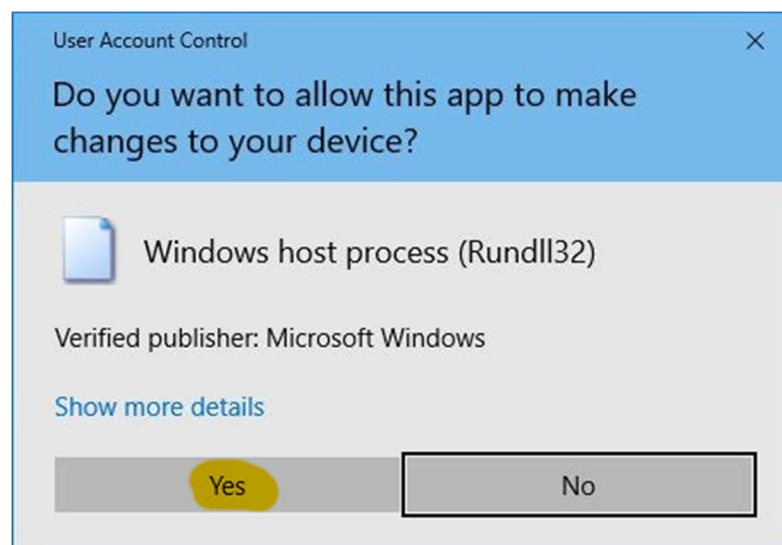 User Account Control
Do you want to allow this app to make
changes to your device?
Windows host process (Rundll32)
Verified publisher: Microsoft Windows
Show more details
Yes
No